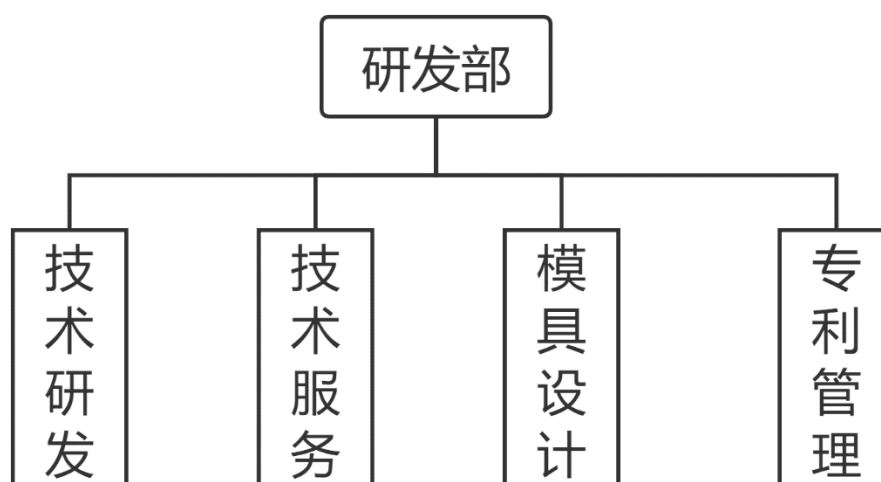 研发部
技术研发
技术服务
模具设计
专利管理